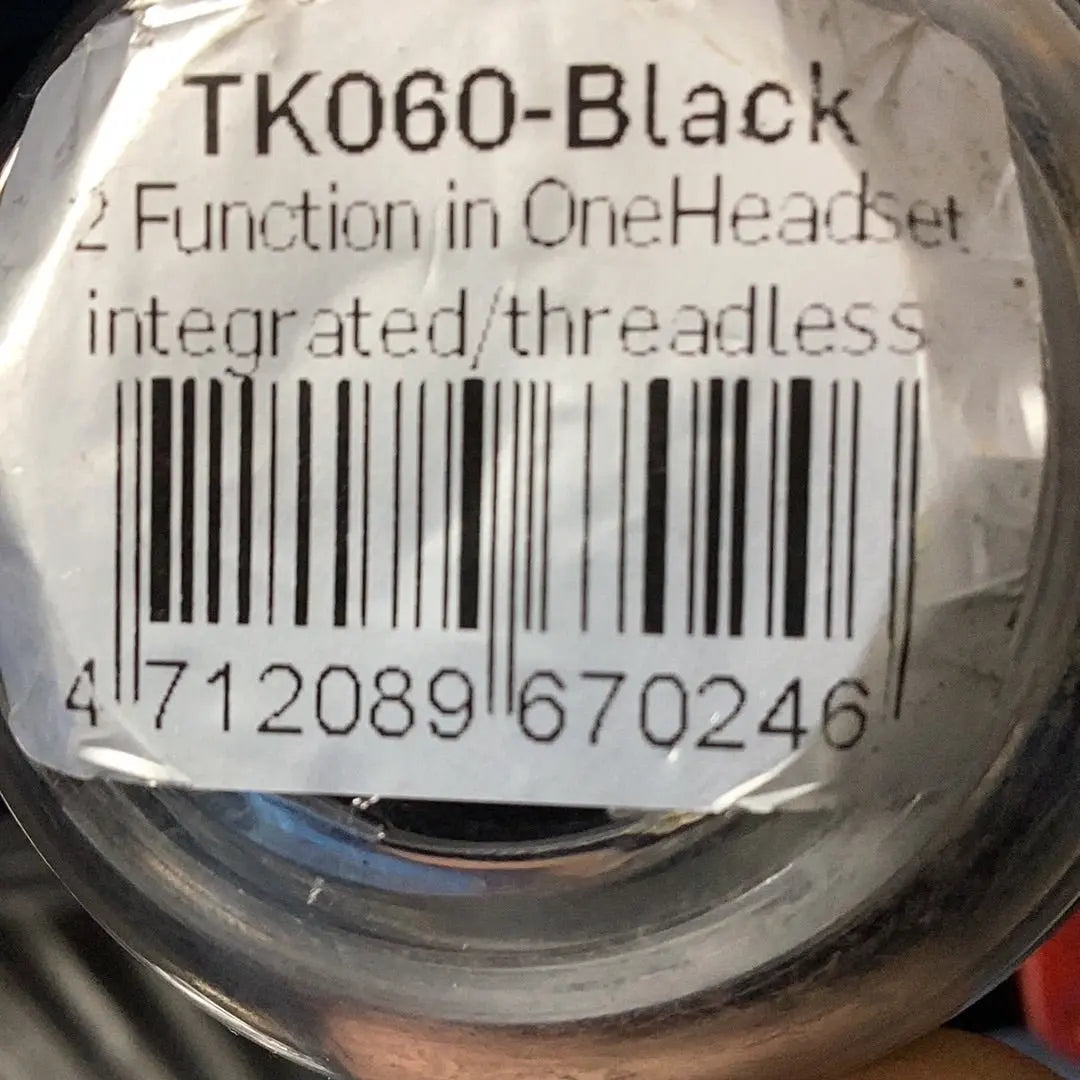 TK060-Black
2 Function in OneHeadset
integrated/threadless
4 712089 670246